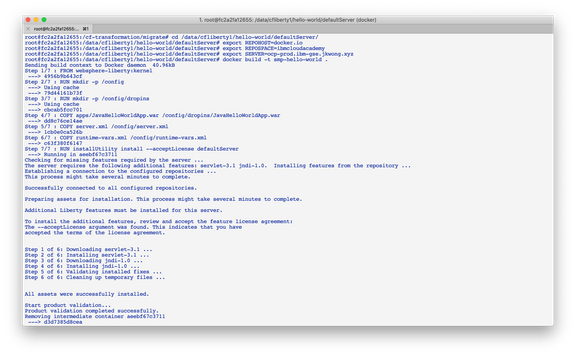 1. root@fc2a2fa12655: /data/cfliberty1/hello-world/defaultServer (docker)
root@fc2a2fa12655:... ⌘1
root@fc2a2fa12655:/cf-transformation/migrate# cd /data/cfliberty1/hello-world/defaultServer/
root@fc2a2fa12655:/data/cfliberty1/hello-world/defaultServer# export REPOHOST=docker.io
root@fc2a2fa12655:/data/cfliberty1/hello-world/defaultServer# export REPOSPACE=ibmcloudacademy
root@fc2a2fa12655:/data/cfliberty1/hello-world/defaultServer# export SERVER=ocp-prod.ibm-gse.jkwong.xyz
root@fc2a2fa12655:/data/cfliberty1/hello-world/defaultServer# docker build -t smp-hello-world .
Sending build context to Docker daemon 40.96kB
Step 1/7 : FROM websphere-liberty:kernel
---> 4956b9b643cf
Step 2/7 : RUN mkdir -p /config
---> Using cache
---> 79d44161b73f
Step 3/7 : RUN mkdir -p /config/dropins
---> Using cache
---> cbcab5fcc701
Step 4/7 : COPY apps/JavaHelloWorldApp.war /config/dropins/JavaHelloWorldApp.war
---> dd8c76ce14ae
Step 5/7 : COPY server.xml /config/server.xml
---> 1cb0e0ca526b
Step 6/7 : COPY runtime-vars.xml /config/runtime-vars.xml
---> c63f380f6147
Step 7/7 : RUN installUtility install --acceptLicense defaultServer
---> Running in aeebf67c3711
Checking for missing features required by the server ...
The server requires the following additional features: servlet-3.1 jndi-1.0. Installing features from the repository ...
Establishing a connection to the configured repositories ...
This process might take several minutes to complete.
Successfully connected to all configured repositories.
Preparing assets for installation. This process might take several minutes to complete.
Additional Liberty features must be installed for this server.
To install the additional features, review and accept the feature license agreement:
The --acceptLicense argument was found. This indicates that you have
accepted the terms of the license agreement.
Step 1 of 6: Downloading servlet-3.1 ...
Step 2 of 6: Installing servlet-3.1 ...
Step 3 of 6: Downloading jndi-1.0 ...
Step 4 of 6: Installing jndi-1.0 ...
Step 5 of 6: Validating installed fixes ...
Step 6 of 6: Cleaning up temporary files ...
All assets were successfully installed.
Start product validation...
Product validation completed successfully.
Removing intermediate container aeebf67c3711
---> d3d7385d8cea